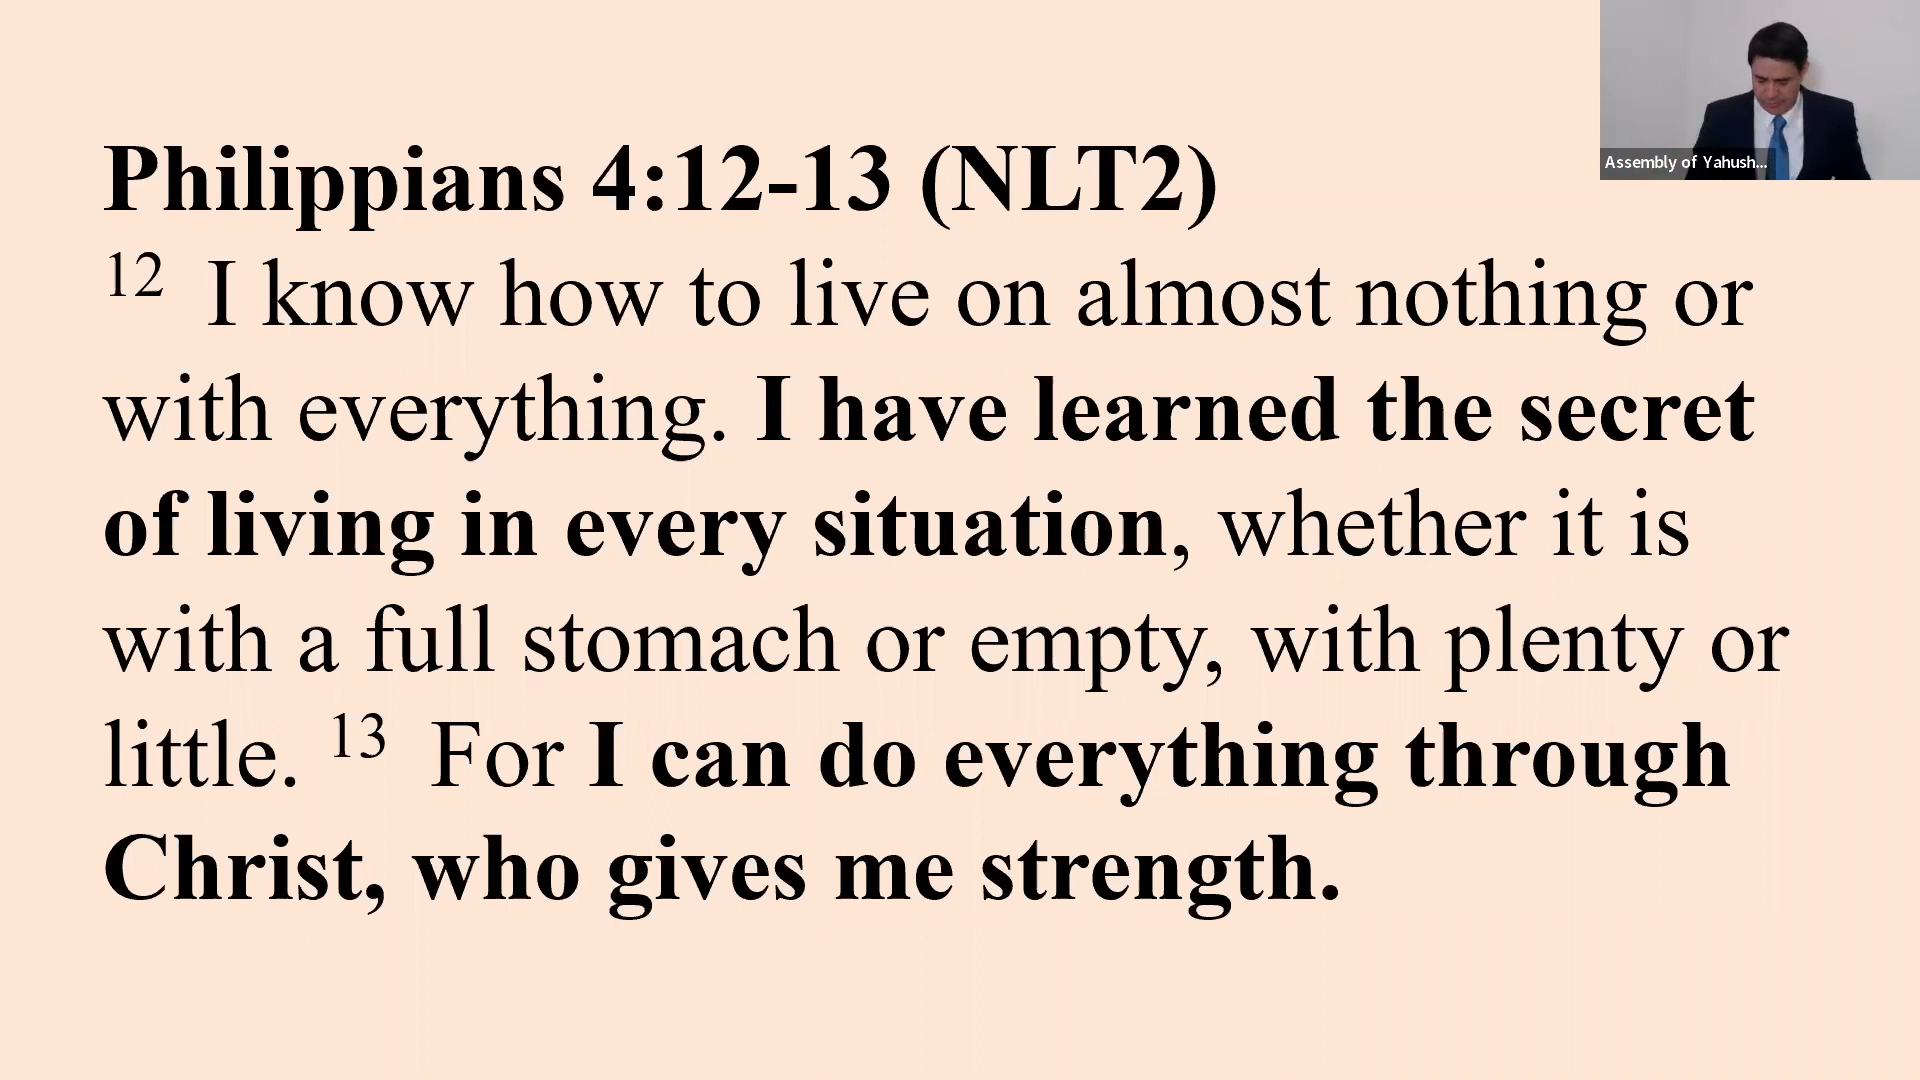 Philippians 4:12-13 (NLT2)
12 I know how to live on almost nothing or
with everything. I have learned the secret
of living in every situation, whether it is
with a full stomach or empty, with plenty or
little. 13 For I can do everything through
Christ, who gives me strength.
Assembly of Yahush...